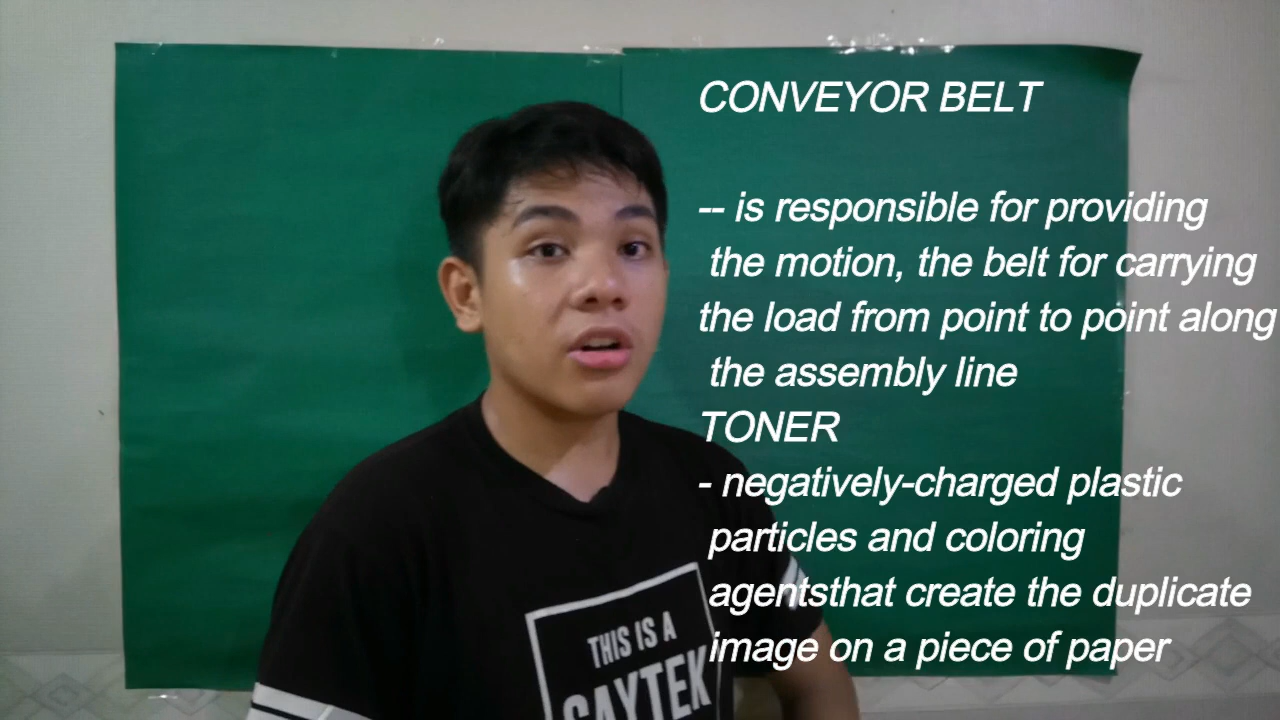 CONVEYOR BELT
-- is responsible for providing
the motion, the belt for carrying
the load from point to point along
the assembly line
TONER
- negatively-charged plastic
particles and coloring
agentsthat create the duplicate
image on a piece of paper
THIS IS A
GAYTEK